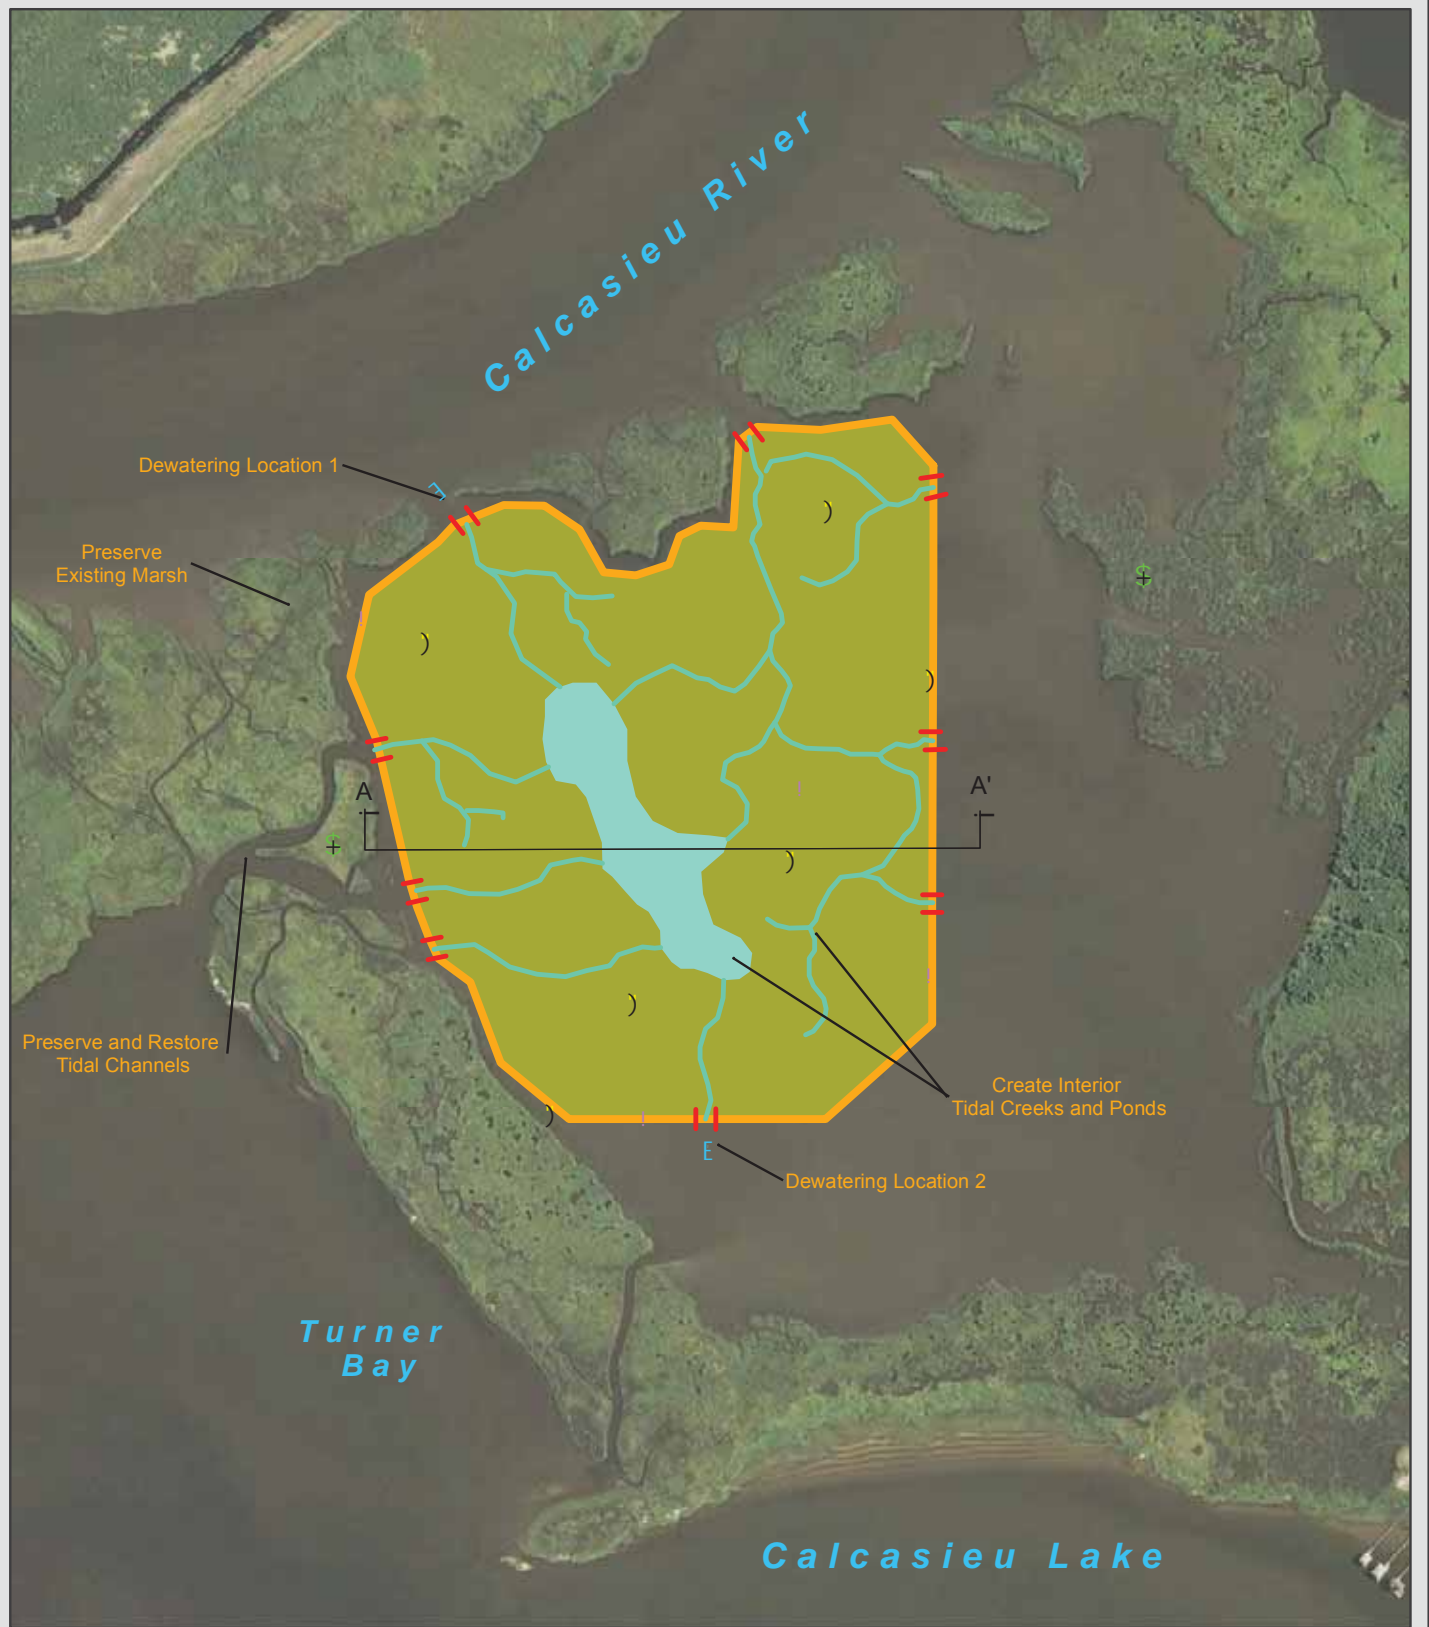 Calcasieu River
Dewatering Location 1
E
Preserve
Existing Marsh
A
A'
Preserve and Restore
Tidal Channels
Create Interior
Tidal Creeks and Ponds
E
Dewatering Location 2
Turner
Bay
Calcasieu Lake